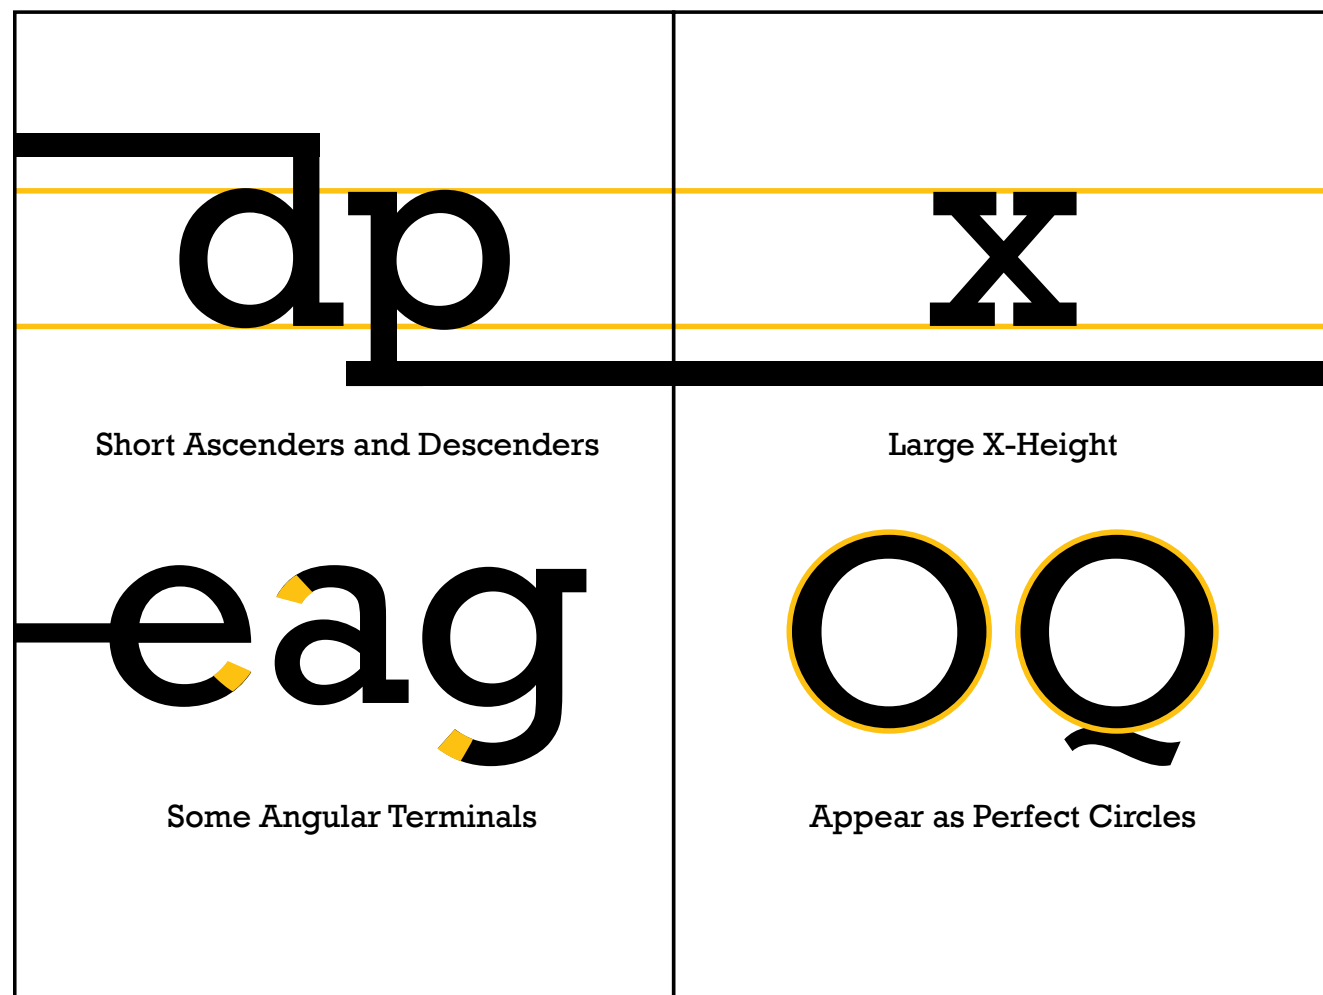 dp
x
Short Ascenders and Descenders
Large X-Height
eag
OQ
Some Angular Terminals
Appear as Perfect Circles